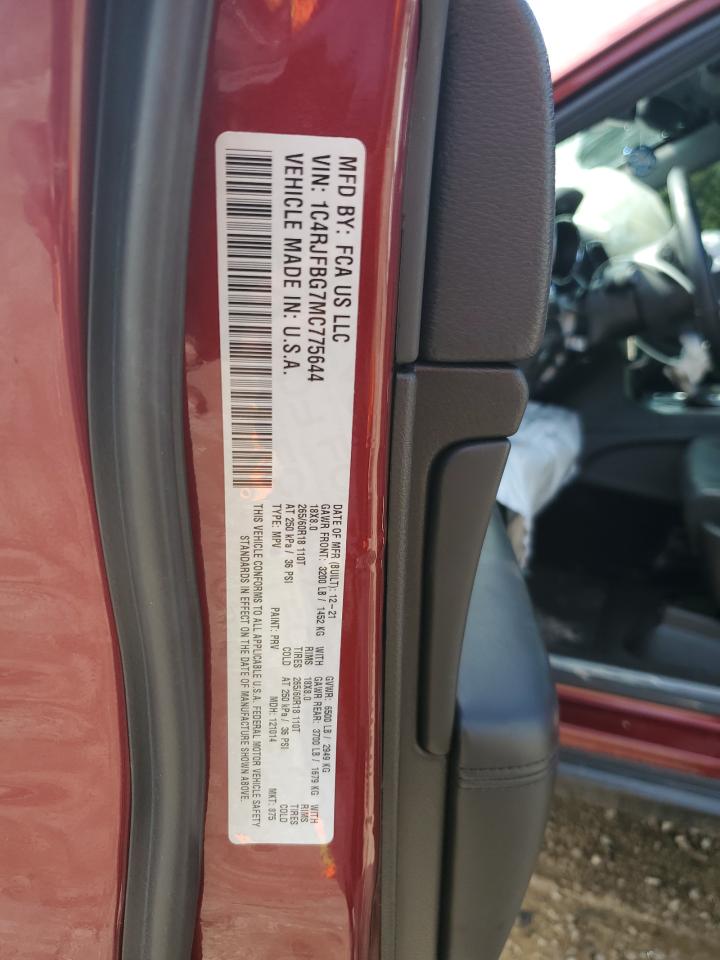 MFD BY: FCA US LLC
VIN: 1C4RJFBG7MC775644
VEHICLE MADE IN: U.S.A.
DATE OF MFR (BUILT): 12-21 GVWR: 6500 LB / 2949 KG
GAWR FRONT: 3200 LB / 1452 KG WITH GAWR REAR: 3700 LB / 1679 KG WITH
18X8.0 RIMS 18X8.0 RIMS
265/60R18 110T TIRES 265/60R18 110T TIRES
AT 250 kPa / 36 PSI COLD AT 250 kPa / 36 PSI COLD
TYPE: MPV PAINT: PRV MDH: 121014 MKT: 975
THIS VEHICLE CONFORMS TO ALL APPLICABLE U.S.A. FEDERAL MOTOR VEHICLE SAFETY
STANDARDS IN EFFECT ON THE DATE OF MANUFACTURE SHOWN ABOVE.